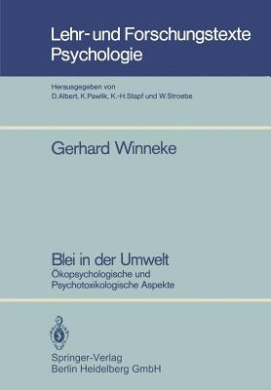 Lehr- und Forschungstexte
Psychologie
Herausgegeben von
D.Albert, K.Pawlik, K.-H.Stapf und W.Stroebe
Gerhard Winneke
Blei in der Umwelt
Ökopsychologische und
Psychotoxikologische Aspekte
Springer-Verlag
Berlin Heidelberg GmbH